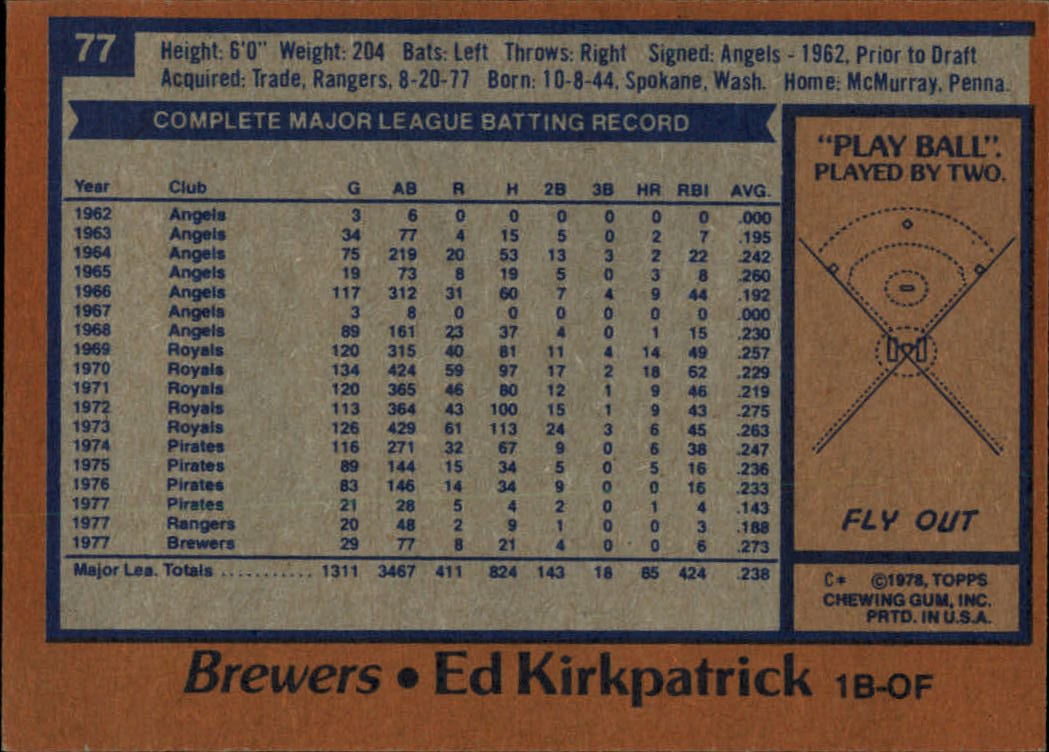 77
Height: 6'0" Weight: 204 Bats: Left Throws: Right Signed: Angels - 1962, Prior to Draft
Acquired: Trade, Rangers, 8-20-77 Born: 10-8-44, Spokane, Wash. Home: McMurray, Penna.
COMPLETE MAJOR LEAGUE BATTING RECORD
Year Club G AB R H 2B 3B HR RBI AVG.
1962 Angels 3 6 0 0 0 0 0 0 .000
1963 Angels 34 77 4 15 5 0 2 7 .195
1964 Angels 75 219 20 53 13 3 2 22 .242
1965 Angels 19 73 8 19 5 0 3 8 .260
1966 Angels 117 312 31 60 7 4 9 44 .192
1967 Angels 3 8 0 0 0 0 0 0 .000
1968 Angels 89 161 23 37 4 0 1 15 .230
1969 Royals 120 315 40 81 11 4 14 49 .257
1970 Royals 134 424 59 97 17 2 18 62 .229
1971 Royals 120 365 46 80 12 1 9 46 .219
1972 Royals 113 364 43 100 15 1 9 43 .275
1973 Royals 126 429 61 113 24 3 6 45 .263
1974 Pirates 116 271 32 67 9 0 6 38 .247
1975 Pirates 89 144 15 34 5 0 5 16 .236
1976 Pirates 83 146 14 34 9 0 0 16 .233
1977 Pirates 21 28 5 4 2 0 1 4 .143
1977 Rangers 20 48 2 9 1 0 0 3 .188
1977 Brewers 29 77 8 21 4 0 0 6 .273
Major Lea. Totals ........... 1311 3467 411 824 143 18 85 424 .238
"PLAY BALL".
PLAYED BY TWO.
FLY OUT
C* ©1978, TOPPS
CHEWING GUM, INC.
PRTD. IN U.S.A.
Brewers • Ed Kirkpatrick 1B-OF